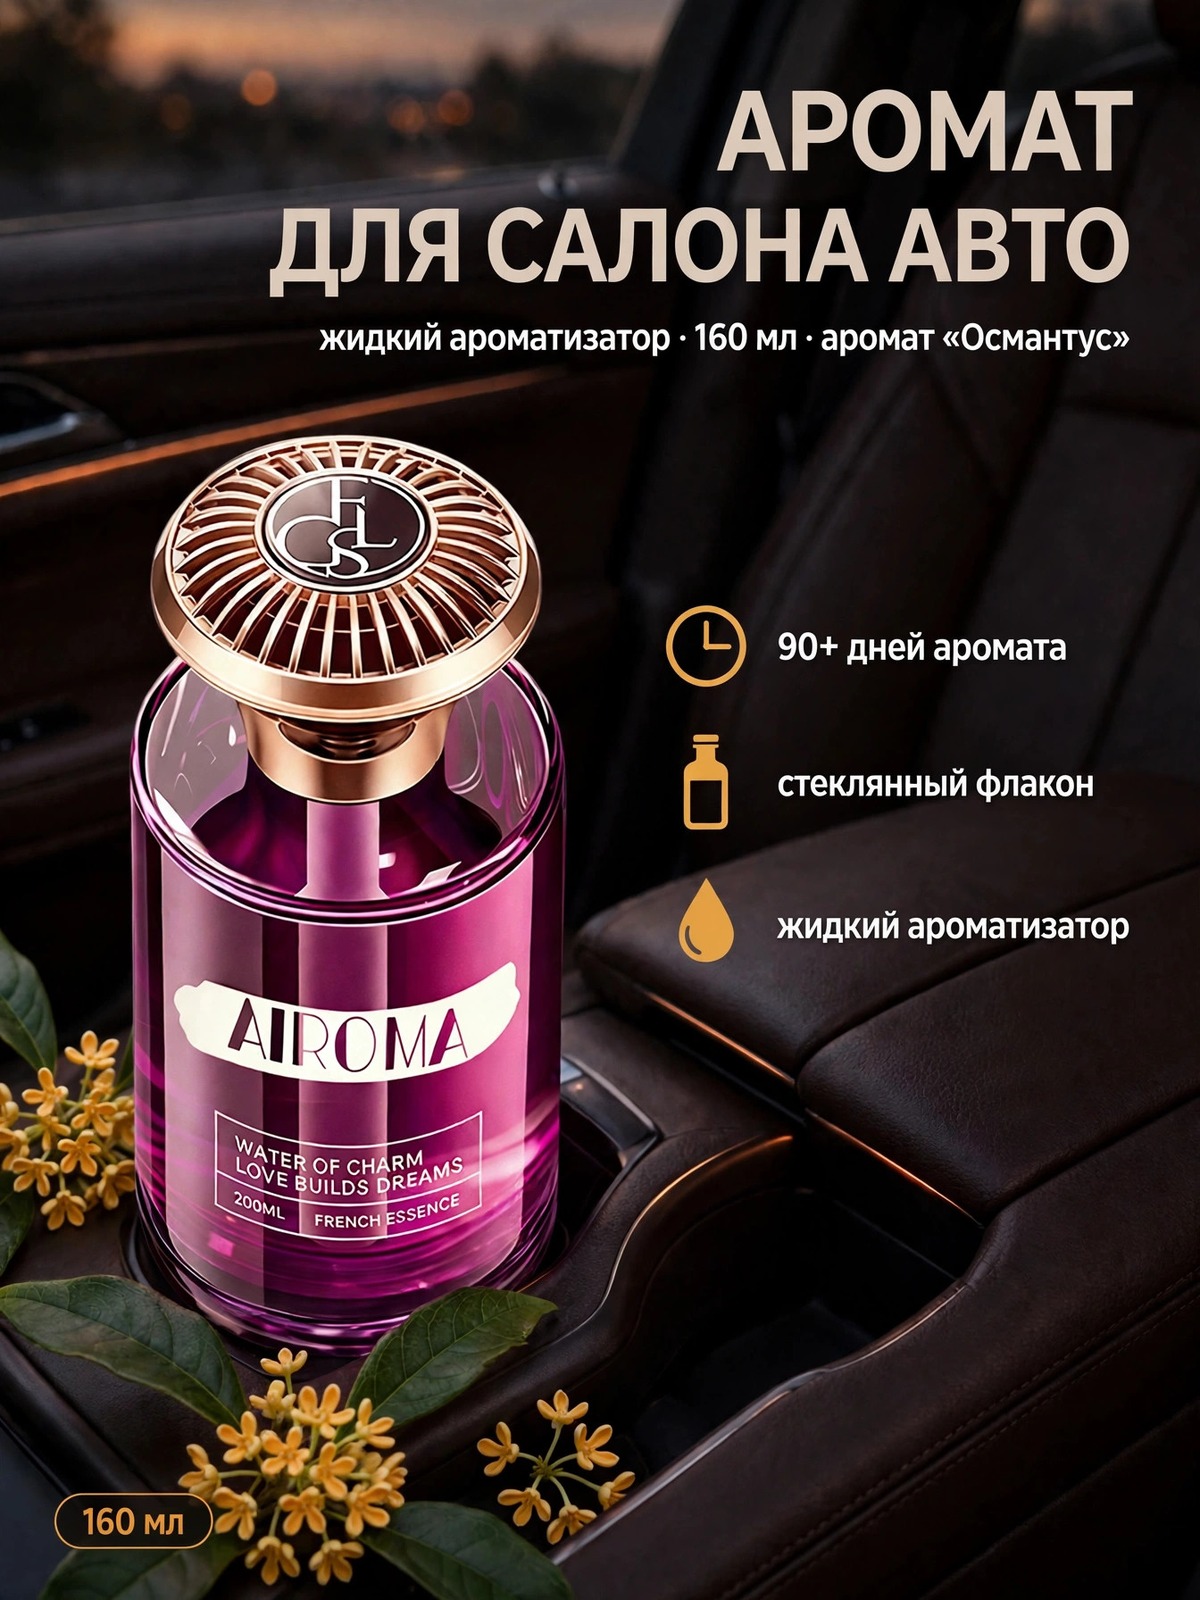 АРОМАТ
ДЛЯ САЛОНА АВТО
жидкий ароматизатор · 160 мл · аромат «Османтус»
90+ дней аромата
стеклянный флакон
жидкий ароматизатор
AIROMA
WATER OF CHARM
LOVE BUILDS DREAMS
200ML FRENCH ESSENCE
160 мл